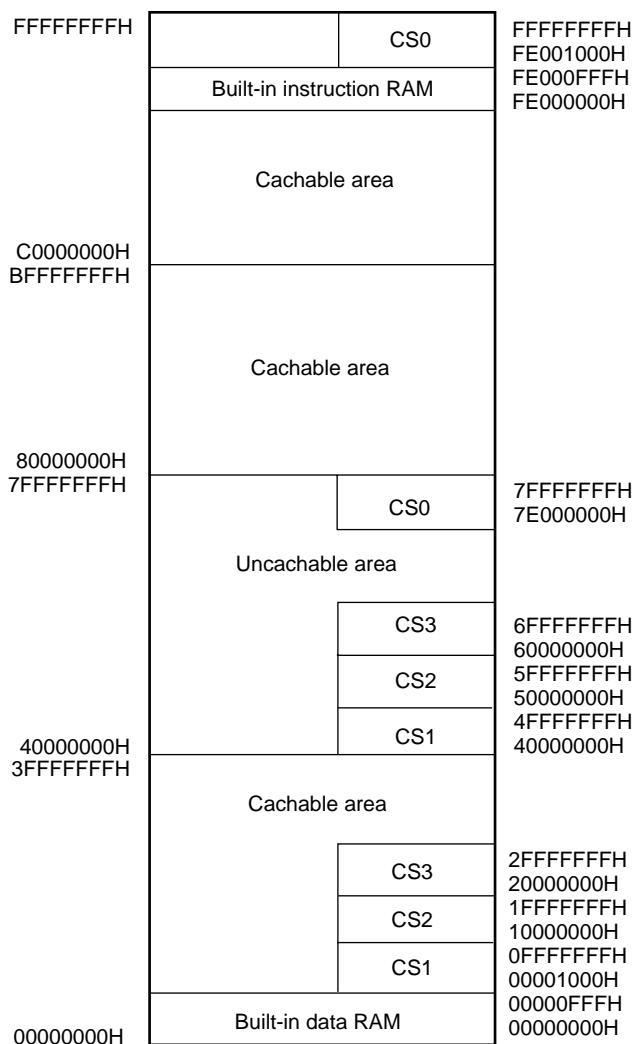 FFFFFFFFH
CS0
FFFFFFFFH
FE001000H
Built-in instruction RAM
FE000FFFH
FE000000H
Cachable area
C0000000H
BFFFFFFFH
Cachable area
80000000H
7FFFFFFFH
CS0
7FFFFFFFH
7E000000H
Uncachable area
CS3
6FFFFFFFH
60000000H
CS2
5FFFFFFFH
50000000H
CS1
4FFFFFFFH
40000000H
40000000H
3FFFFFFFH
Cachable area
CS3
2FFFFFFFH
20000000H
CS2
1FFFFFFFH
10000000H
CS1
0FFFFFFFH
00001000H
Built-in data RAM
00000FFFH
00000000H
00000000H